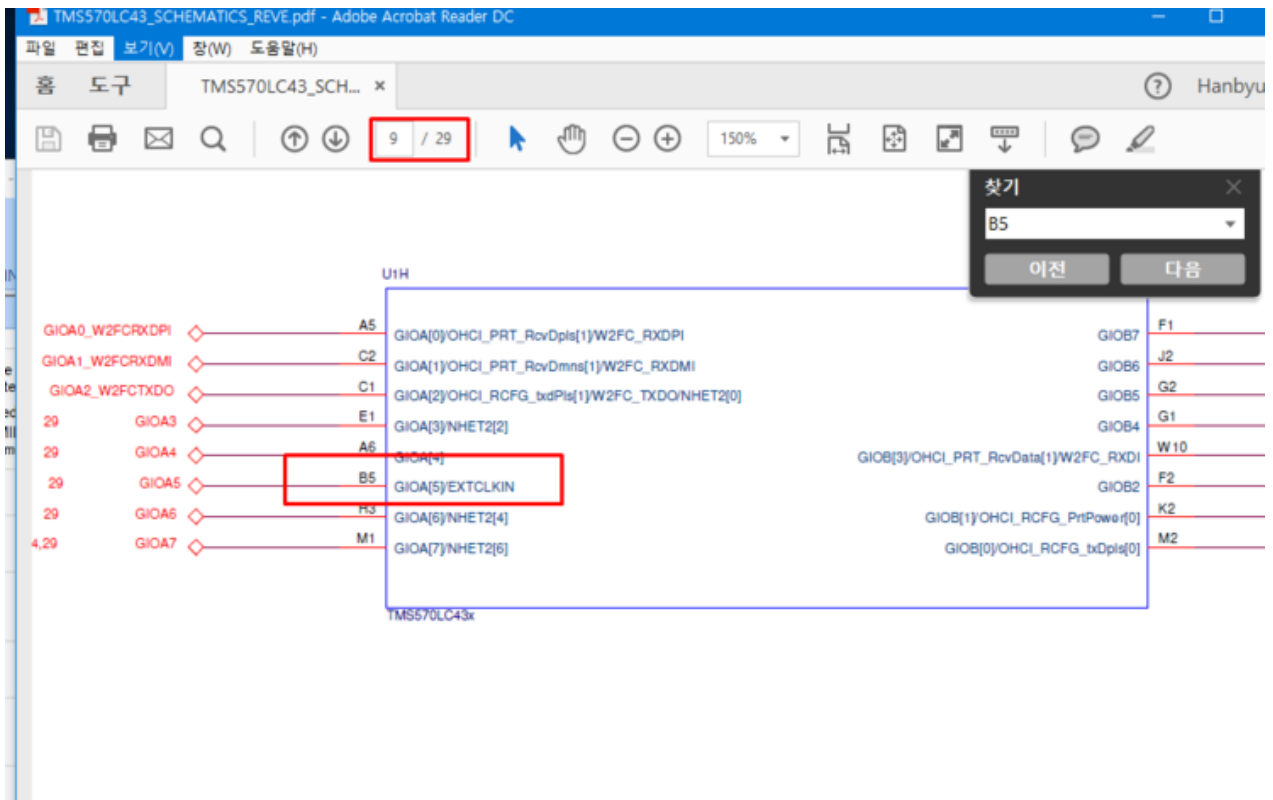 TMS570LC43_SCHEMATICS_REVE.pdf - Adobe Acrobat Reader DC
파일 편집 보기(V) 창(W) 도움말(H)
홈 도구 TMS570LC43_SCH... × ? Hanbyu
9 / 29 150%
찾기
B5
이전 다음
U1H
GIOA0_W2FCRXDPI A5 GIOA[0]/OHCI_PRT_RcvDpls[1]/W2FC_RXDPI GIOB7 F1
GIOA1_W2FCRXDMI C2 GIOA[1]/OHCI_PRT_RcvDmns[1]/W2FC_RXDMI GIOB6 J2
GIOA2_W2FCTXDO C1 GIOA[2]/OHCI_RCFG_txdPls[1]/W2FC_TXDO/NHET2[0] GIOB5 G2
29 GIOA3 E1 GIOA[3]/NHET2[2] GIOB4 G1
29 GIOA4 A6 GIOA[4] GIOB[3]/OHCI_PRT_RcvData[1]/W2FC_RXDI W10
29 GIOA5 B5 GIOA[5]/EXTCLKIN GIOB2 F2
29 GIOA6 H3 GIOA[6]/NHET2[4] GIOB[1]/OHCI_RCFG_PrtPower[0] K2
4,29 GIOA7 M1 GIOA[7]/NHET2[6] GIOB[0]/OHCI_RCFG_txDpls[0] M2
TMS570LC43x